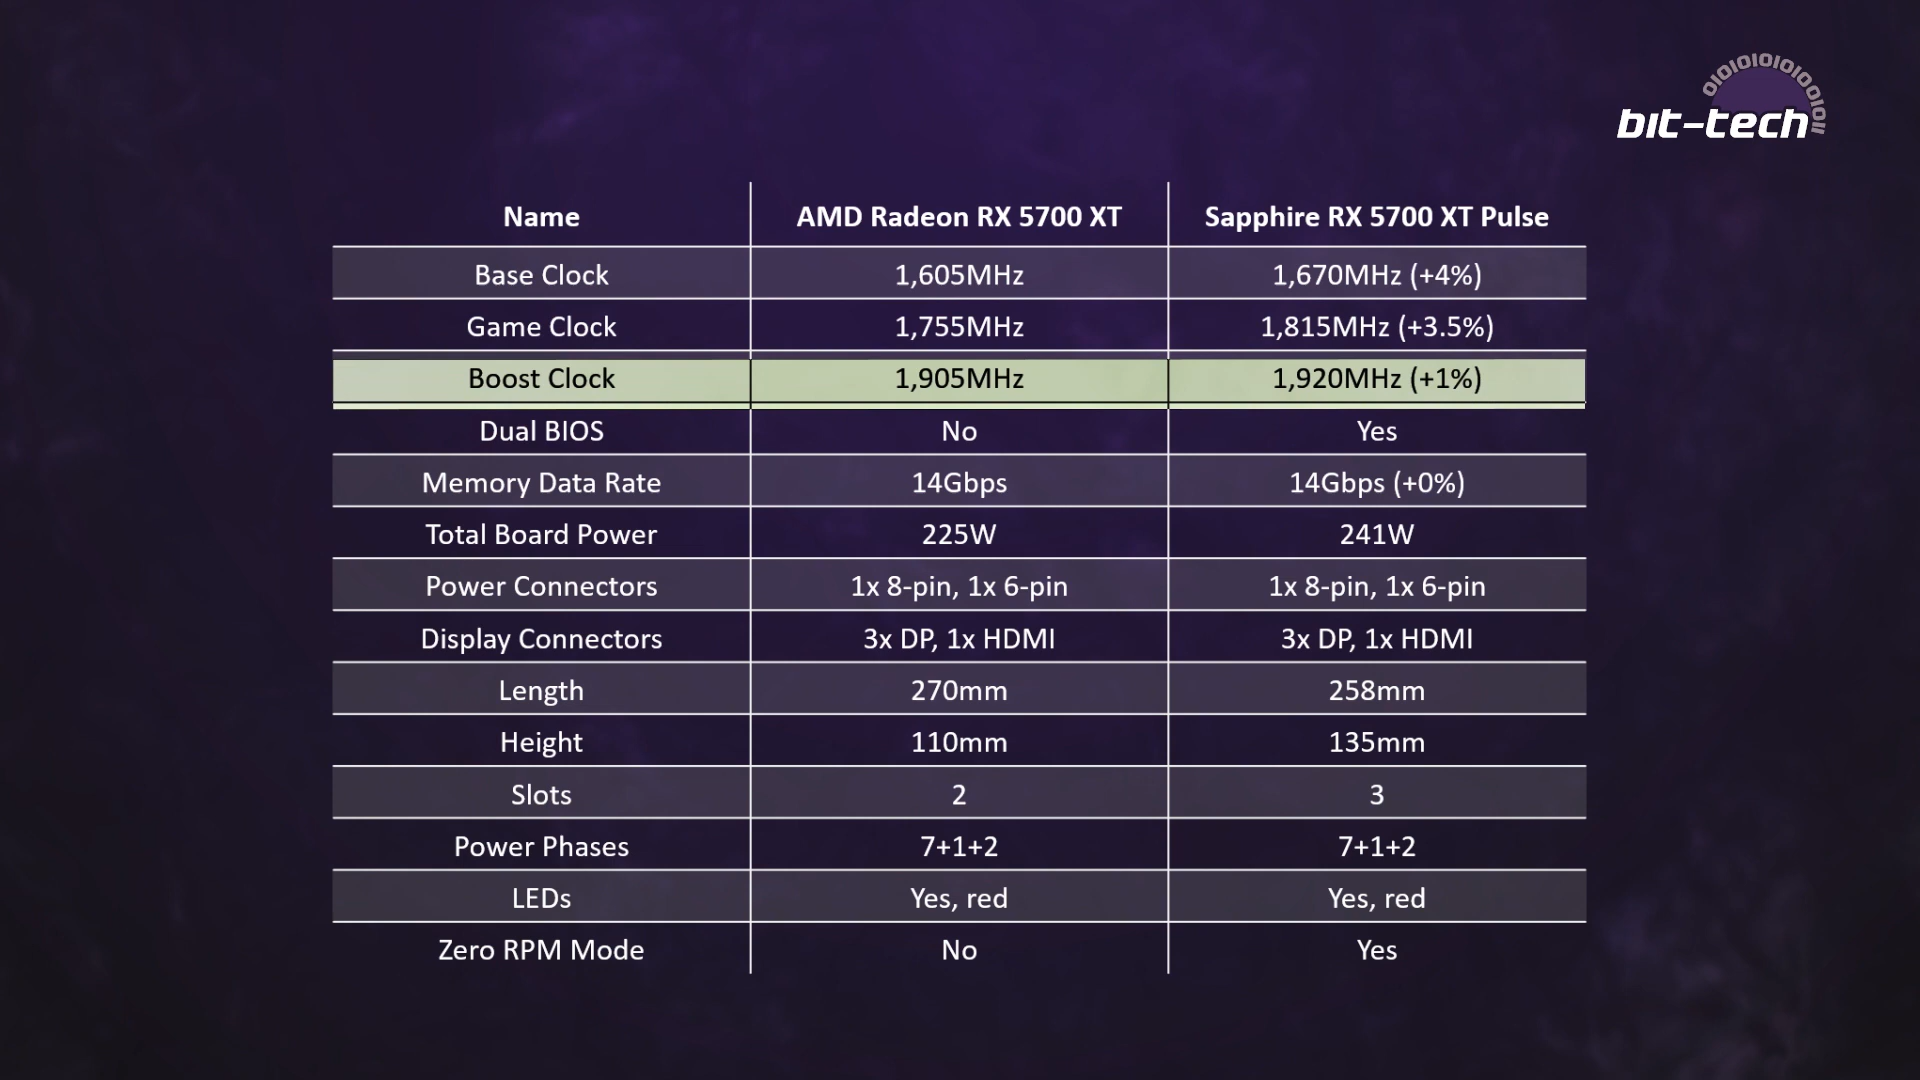 01010101010101011
bit-tech
Name AMD Radeon RX 5700 XT Sapphire RX 5700 XT Pulse
Base Clock 1,605MHz 1,670MHz (+4%)
Game Clock 1,755MHz 1,815MHz (+3.5%)
Boost Clock 1,905MHz 1,920MHz (+1%)
Dual BIOS No Yes
Memory Data Rate 14Gbps 14Gbps (+0%)
Total Board Power 225W 241W
Power Connectors 1x 8-pin, 1x 6-pin 1x 8-pin, 1x 6-pin
Display Connectors 3x DP, 1x HDMI 3x DP, 1x HDMI
Length 270mm 258mm
Height 110mm 135mm
Slots 2 3
Power Phases 7+1+2 7+1+2
LEDs Yes, red Yes, red
Zero RPM Mode No Yes